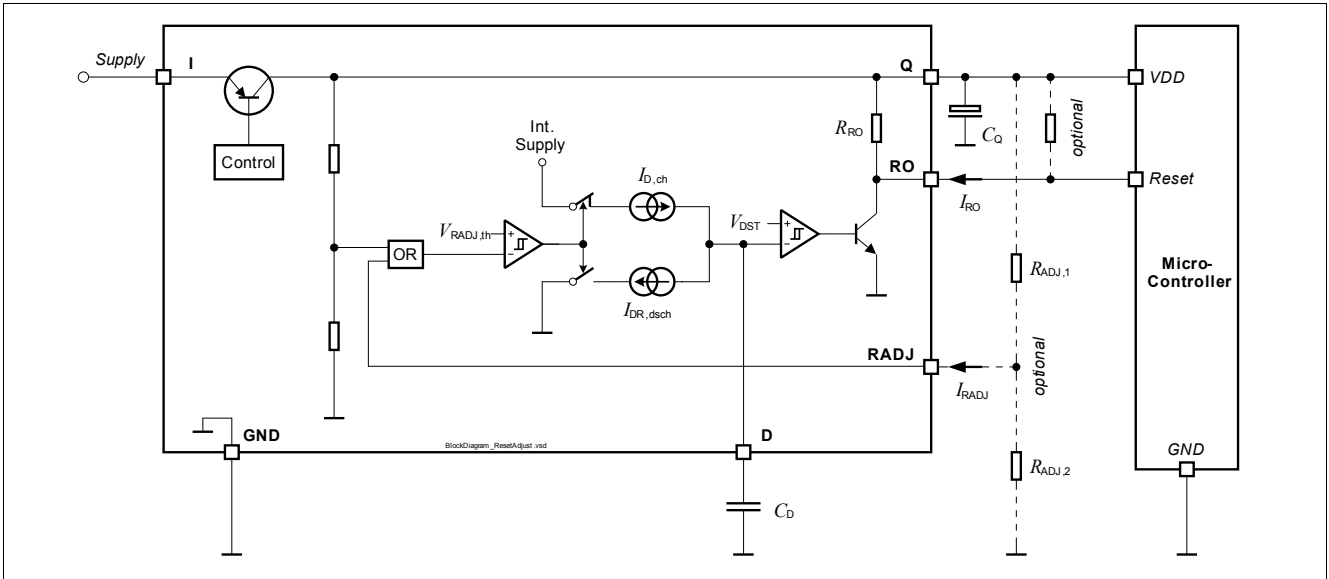 Supply
I
Q
VDD
Control
Int.
Supply
I_D,ch
R_RO
C_Q
optional
RO
Reset
I_RO
V_RADJ,th
+
−
OR
V_DST
+
−
I_DR,dsch
R_ADJ,1
Micro-
Controller
RADJ
I_RADJ
optional
GND
BlockDiagram_ResetAdjust.vsd
D
R_ADJ,2
GND
C_D